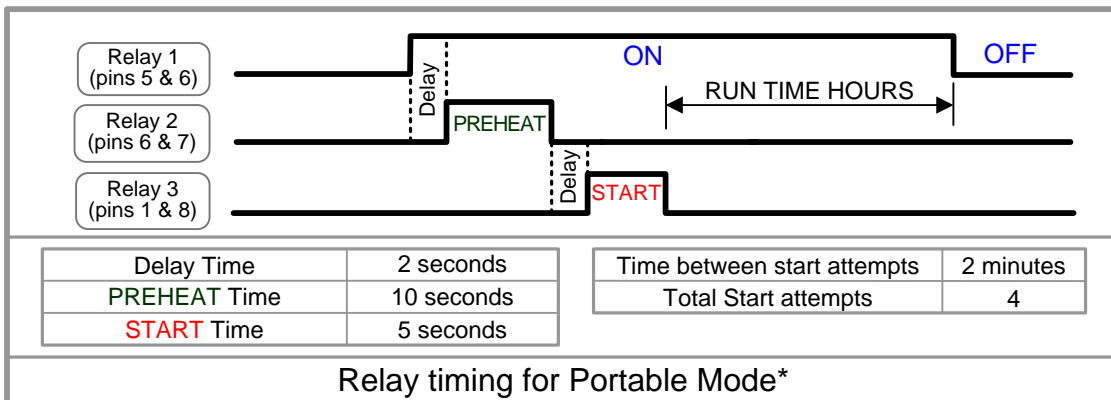 Relay 1
(pins 5 & 6)
Delay
ON
OFF
RUN TIME HOURS
Relay 2
(pins 6 & 7)
PREHEAT
Relay 3
(pins 1 & 8)
Delay
START
Delay Time 2 seconds
PREHEAT Time 10 seconds
START Time 5 seconds
Time between start attempts 2 minutes
Total Start attempts 4
Relay timing for Portable Mode*